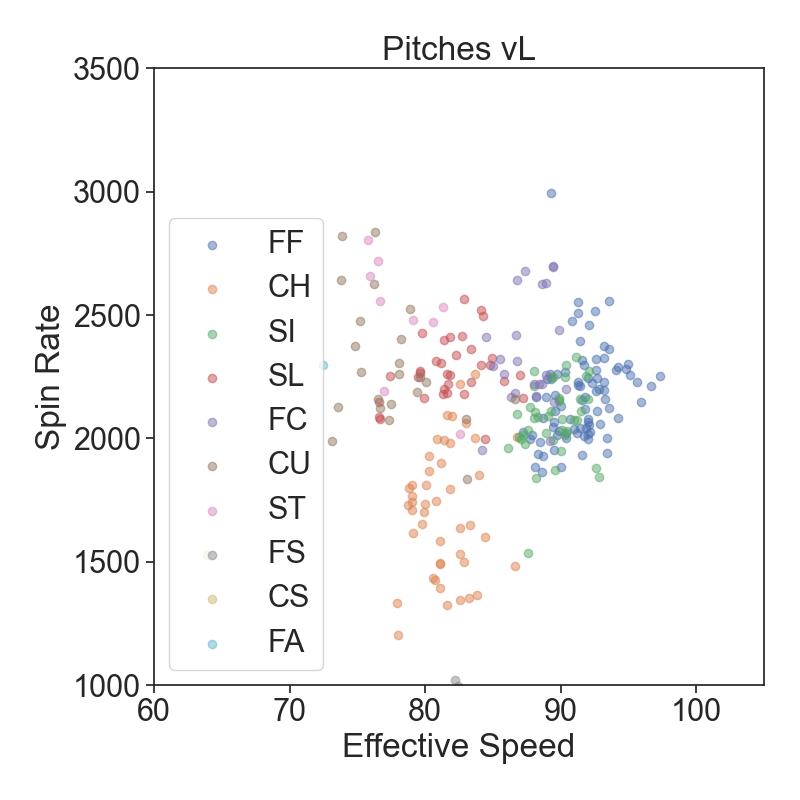 Pitches vL
3500
3000
2500
2000
1500
1000
Spin Rate
FF
CH
SI
SL
FC
CU
ST
FS
CS
FA
60 70 80 90 100
Effective Speed